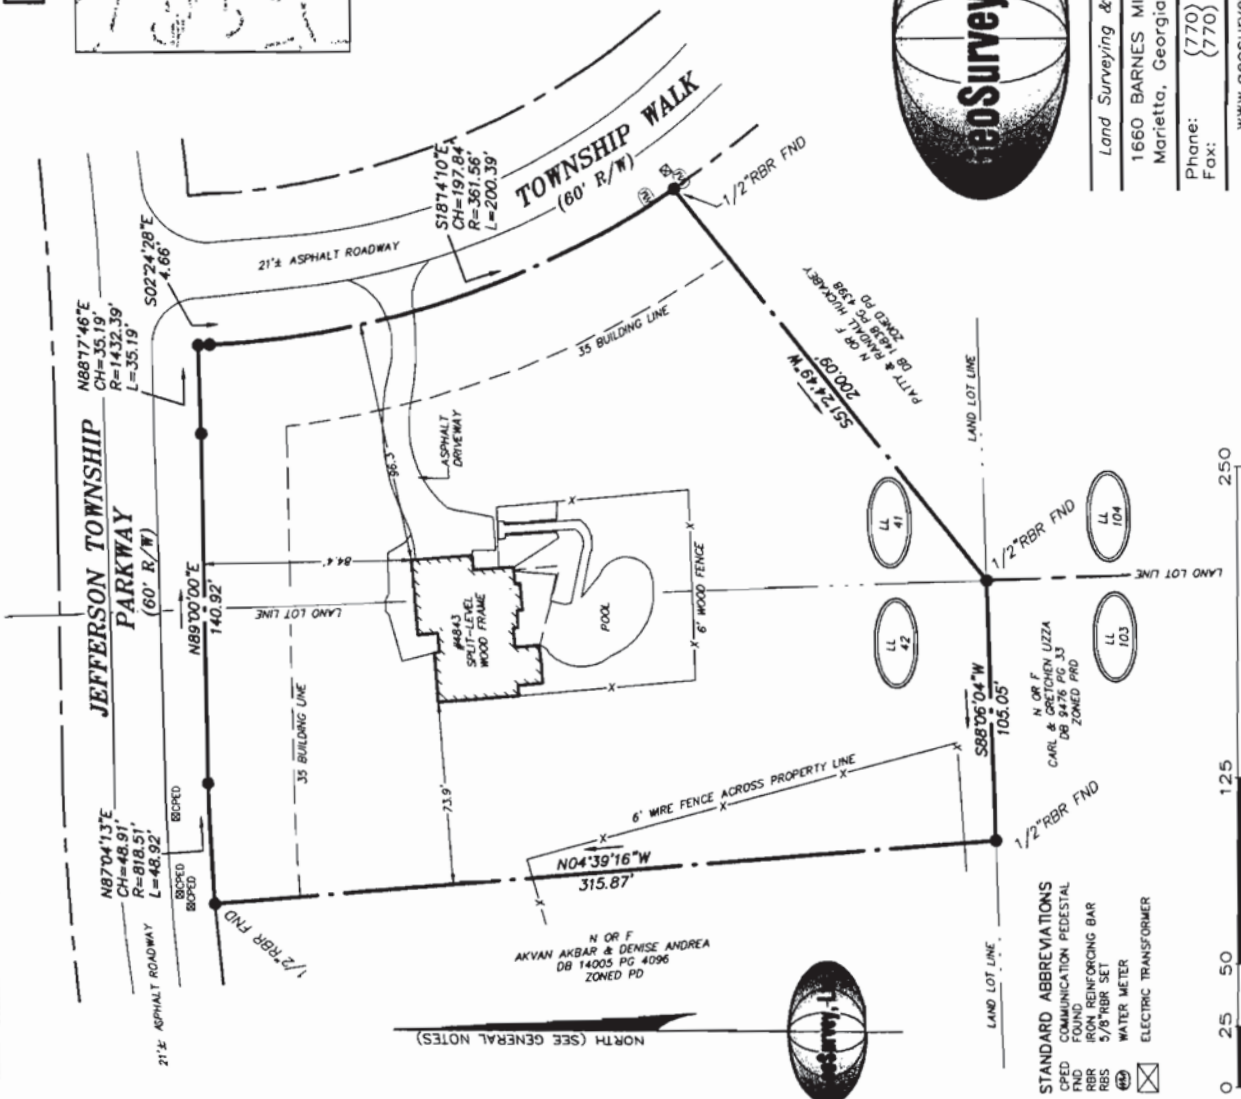 JEFFERSON TOWNSHIP
PARKWAY
(60' R/W)
N88°17'46"E
CH=35.19'
R=1432.39'
L=35.19'
S02°24'28"E
4.66'
21'± ASPHALT ROADWAY
S18°14'10"E
CH=197.84'
R=361.56'
L=200.39'
TOWNSHIP WALK
(60' R/W)
1/2"RBR FND
N89°00'00"E
140.92'
LAND LOT LINE
84.4'
96.3'
35 BUILDING LINE
35 BUILDING LINE
ASPHALT
DRIVEWAY
#4843
SPLIT-LEVEL
WOOD FRAME
POOL
6' WOOD FENCE
S51°24'49"W
200.09'
N OR F
PATTY & RANDALL HUCKABEY
DB 14838 PG 4398
ZONED PD
LAND LOT LINE
LL
41
LL
42
LL
104
LL
103
1/2"RBR FND
LAND LOT LINE
N87°04'13"E
CH=48.91'
R=818.51'
L=48.92'
CPED
CPED
CPED
21'± ASPHALT ROADWAY
1/2"RBR FND
73.9'
6' WIRE FENCE ACROSS PROPERTY LINE
N04°39'16"W
315.87'
S88°06'04"W
105.05'
N OR F
CARL & GRETCHEN UZZA
DB 9476 PG 33
ZONED PRD
1/2"RBR FND
N OR F
AKVAN AKBAR & DENISE ANDREA
DB 14005 PG 4096
ZONED PD
NORTH (SEE GENERAL NOTES)
LAND LOT LINE
eoSurvey, L
STANDARD ABBREVIATIONS
CPED COMMUNICATION PEDESTAL
FND FOUND
RBR IRON REINFORCING BAR
RBS 5/8"RBR SET
WATER METER
ELECTRIC TRANSFORMER
0 25 50 125 250
eoSurvey
Land Surveying &
1660 BARNES MI
Marietta, Georgia
Phone: (770)
Fax: (770)